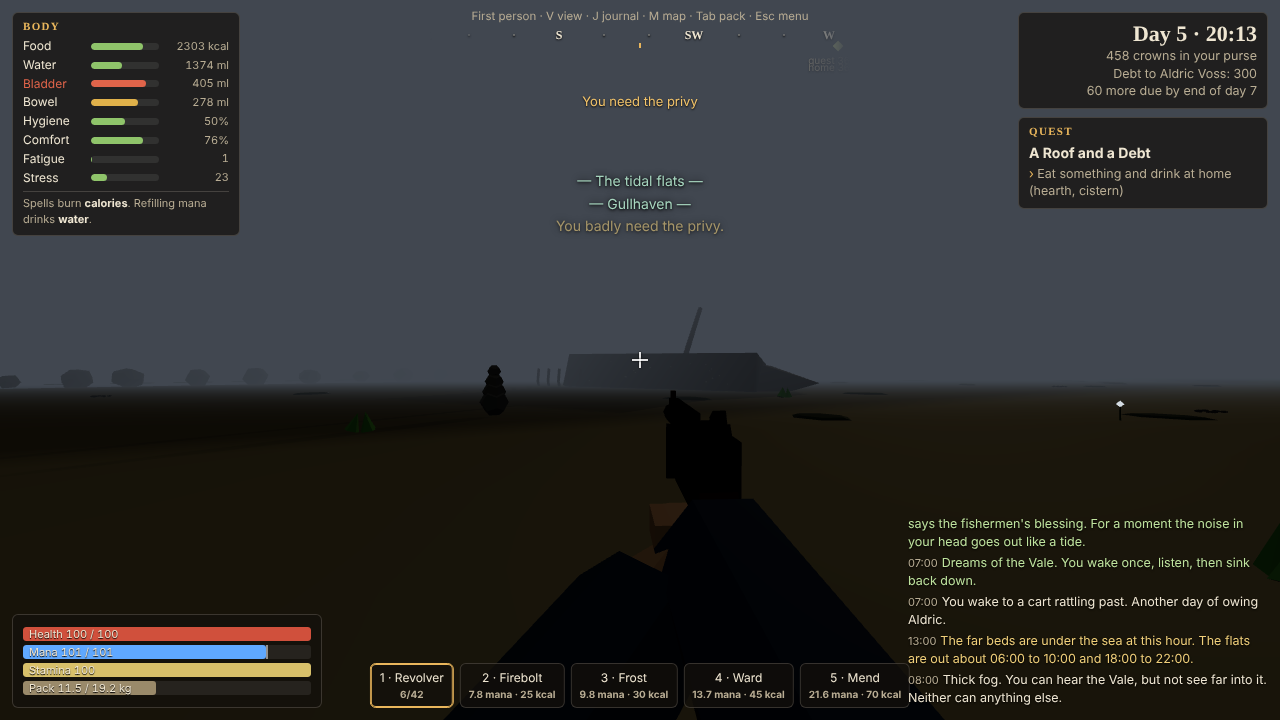 BODY
Food 2303 kcal
Water 1374 ml
Bladder 405 ml
Bowel 278 ml
Hygiene 50%
Comfort 76%
Fatigue 1
Stress 23
Spells burn calories. Refilling mana
drinks water.
First person · V view · J journal · M map · Tab pack · Esc menu
S SW W
quest
home
You need the privy
— The tidal flats —
— Gullhaven —
You badly need the privy.
Day 5 · 20:13
458 crowns in your purse
Debt to Aldric Voss: 300
60 more due by end of day 7
QUEST
A Roof and a Debt
› Eat something and drink at home
(hearth, cistern)
says the fishermen's blessing. For a moment the noise in
your head goes out like a tide.
07:00 Dreams of the Vale. You wake once, listen, then sink
back down.
07:00 You wake to a cart rattling past. Another day of owing
Aldric.
13:00 The far beds are under the sea at this hour. The flats
are out about 06:00 to 10:00 and 18:00 to 22:00.
08:00 Thick fog. You can hear the Vale, but not see far into it.
Neither can anything else.
Health 100 / 100
Mana 101 / 101
Stamina 100
Pack 11.5 / 19.2 kg
1 · Revolver
6/42
2 · Firebolt
7.8 mana · 25 kcal
3 · Frost
9.8 mana · 30 kcal
4 · Ward
13.7 mana · 45 kcal
5 · Mend
21.6 mana · 70 kcal